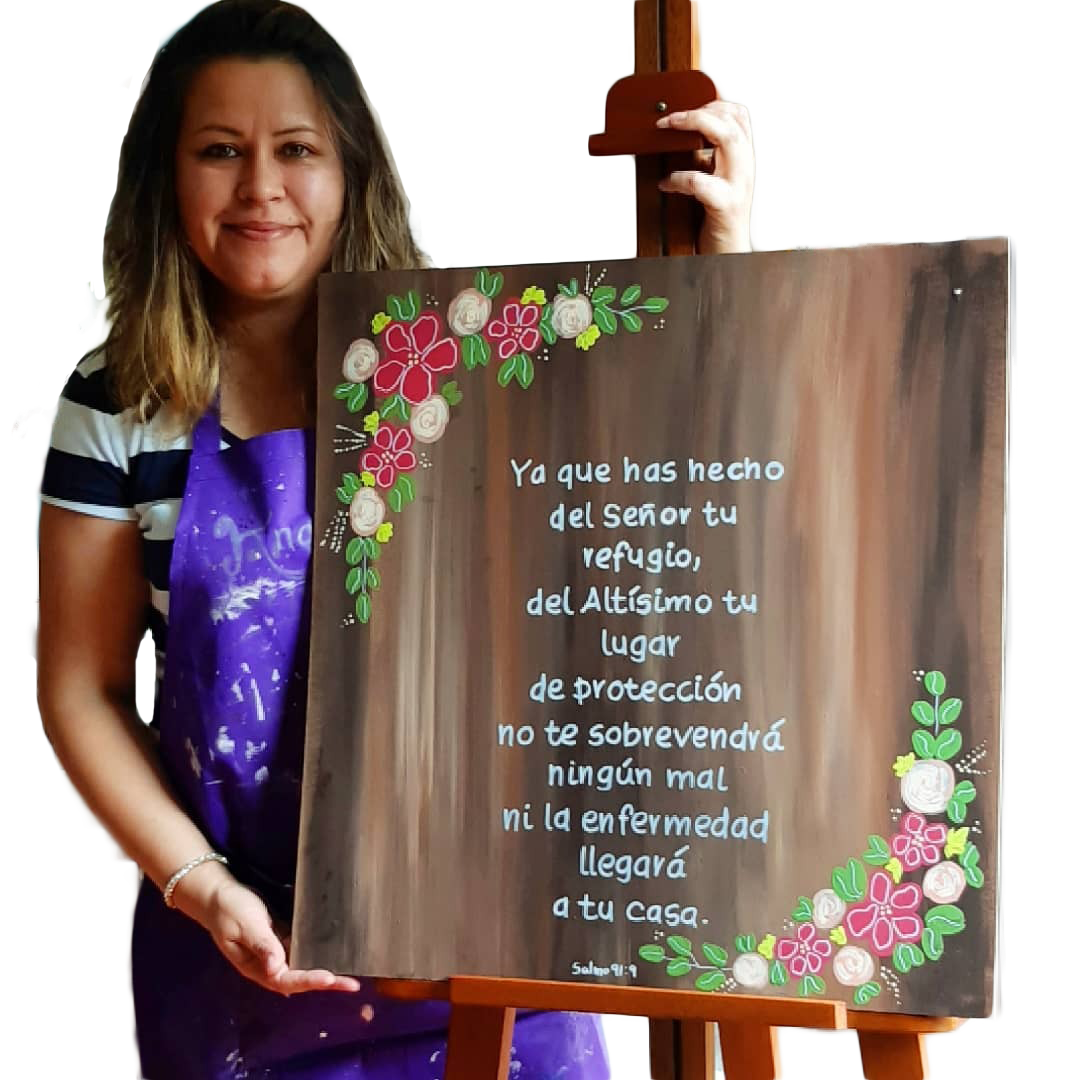 Ya que has hecho
del Señor tu
refugio,
del Altísimo tu
lugar
de protección
no te sobrevendrá
ningún mal
ni la enfermedad
llegará
a tu casa.
Salmo 91:9